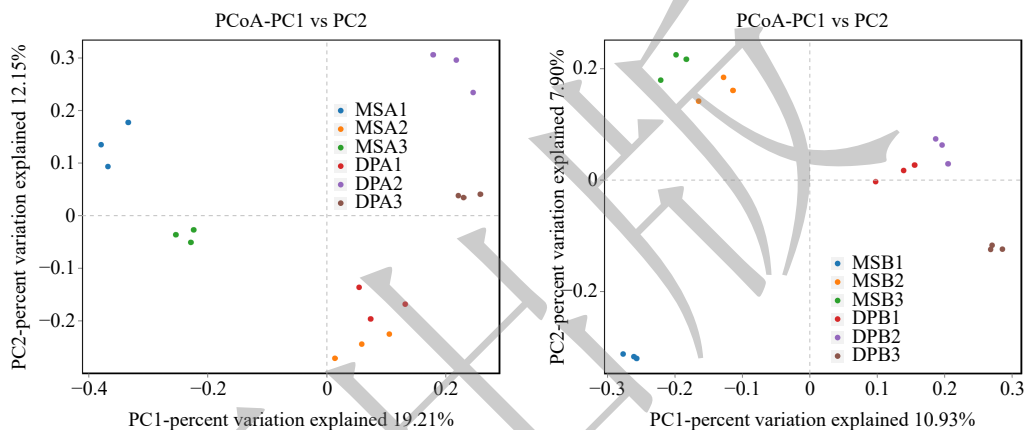 PCoA-PC1 vs PC2
PC2-percent variation explained 12.15%
0.3
0.2
0.1
0
−0.1
−0.2
−0.4
−0.2
0
0.2
MSA1
MSA2
MSA3
DPA1
DPA2
DPA3
PC1-percent variation explained 19.21%
PCoA-PC1 vs PC2
PC2-percent variation explained 7.90%
0.2
0
−0.2
−0.3
−0.2
−0.1
0
0.1
0.2
0.3
MSB1
MSB2
MSB3
DPB1
DPB2
DPB3
PC1-percent variation explained 10.93%